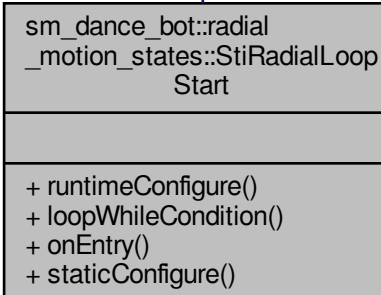 sm_dance_bot::radial
_motion_states::StiRadialLoop
Start
+ runtimeConfigure()
+ loopWhileCondition()
+ onEntry()
+ staticConfigure()